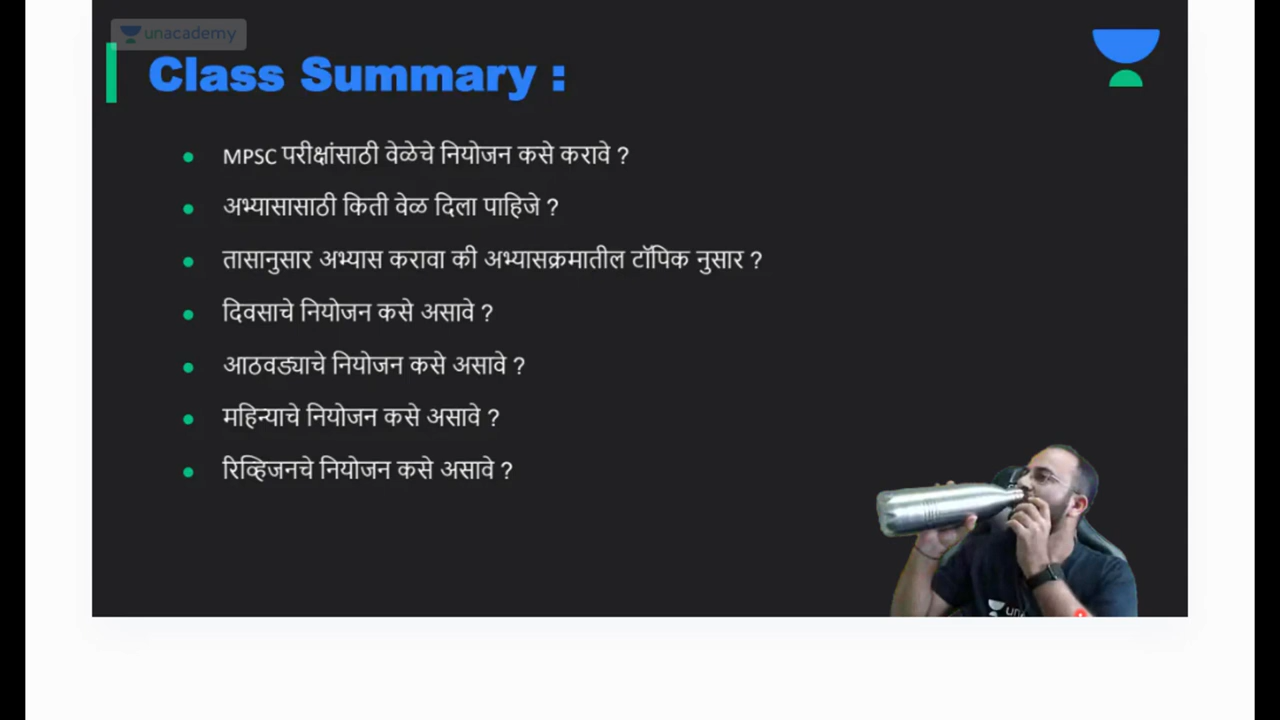 unacademy
Class Summary :
MPSC परीक्षांसाठी वेळेचे नियोजन कसे करावे ?
अभ्यासासाठी किती वेळ दिला पाहिजे ?
तासानुसार अभ्यास करावा की अभ्यासक्रमातील टॉपिक नुसार ?
दिवसाचे नियोजन कसे असावे ?
आठवड्याचे नियोजन कसे असावे ?
महिन्याचे नियोजन कसे असावे ?
रिव्हिजनचे नियोजन कसे असावे ?